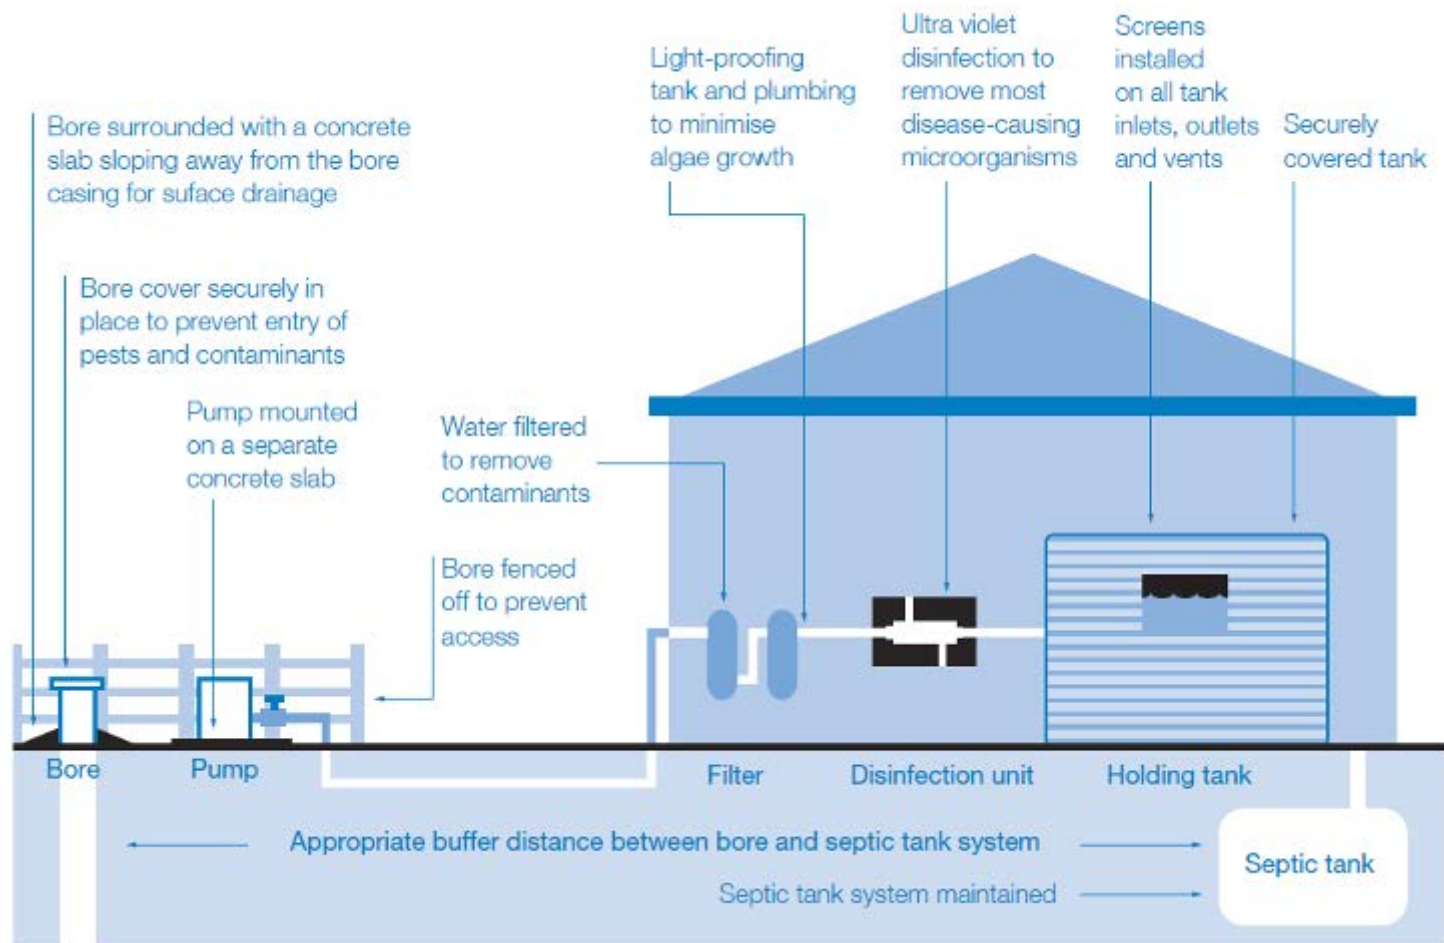 Bore surrounded with a concrete
slab sloping away from the bore
casing for suface drainage
Bore cover securely in
place to prevent entry of
pests and contaminants
Pump mounted
on a separate
concrete slab
Water filtered
to remove
contaminants
Bore fenced
off to prevent
access
Light-proofing
tank and plumbing
to minimise
algae growth
Ultra violet
disinfection to
remove most
disease-causing
microorganisms
Screens
installed
on all tank
inlets, outlets
and vents
Securely
covered tank
Bore
Pump
Filter
Disinfection unit
Holding tank
Appropriate buffer distance between bore and septic tank system
Septic tank system maintained
Septic tank